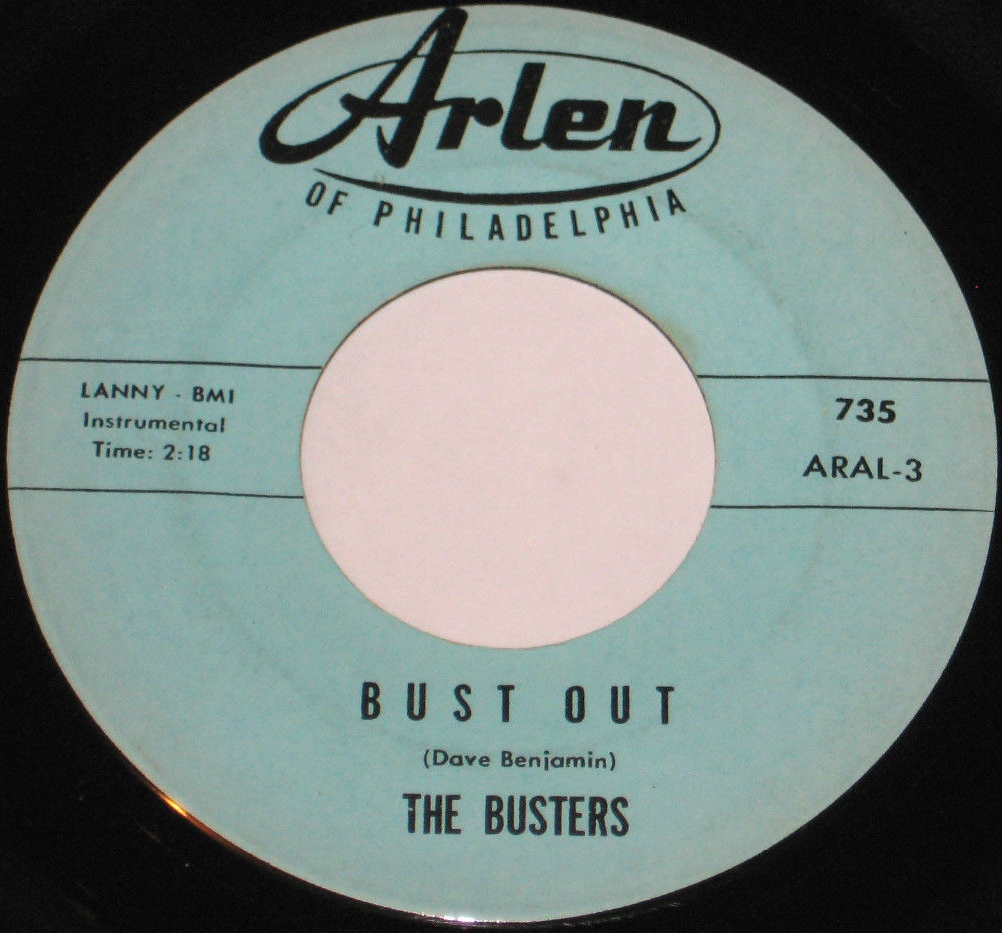 Arlen
OF PHILADELPHIA
LANNY - BMI
Instrumental
Time: 2:18
735
ARAL-3
BUST OUT
(Dave Benjamin)
THE BUSTERS